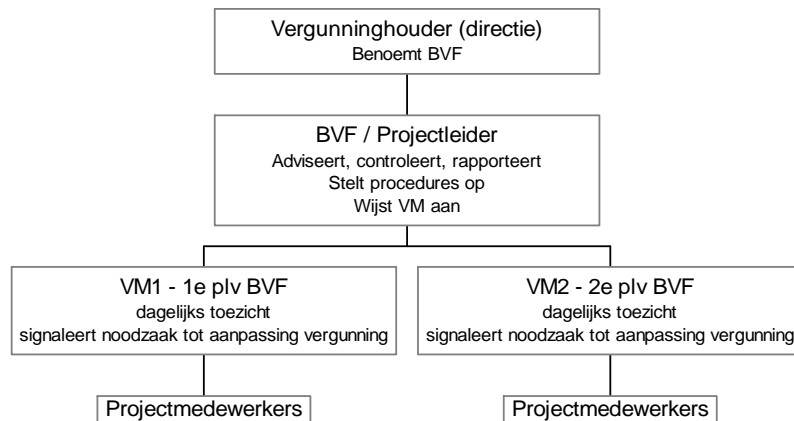 Vergunninghouder (directie)
Benoemt BVF
BVF / Projectleider
Adviseert, controleert, rapporteert
Stelt procedures op
Wijst VM aan
VM1 - 1e plv BVF
dagelijks toezicht
signaleert noodzaak tot aanpassing vergunning
VM2 - 2e plv BVF
dagelijks toezicht
signaleert noodzaak tot aanpassing vergunning
Projectmedewerkers
Projectmedewerkers